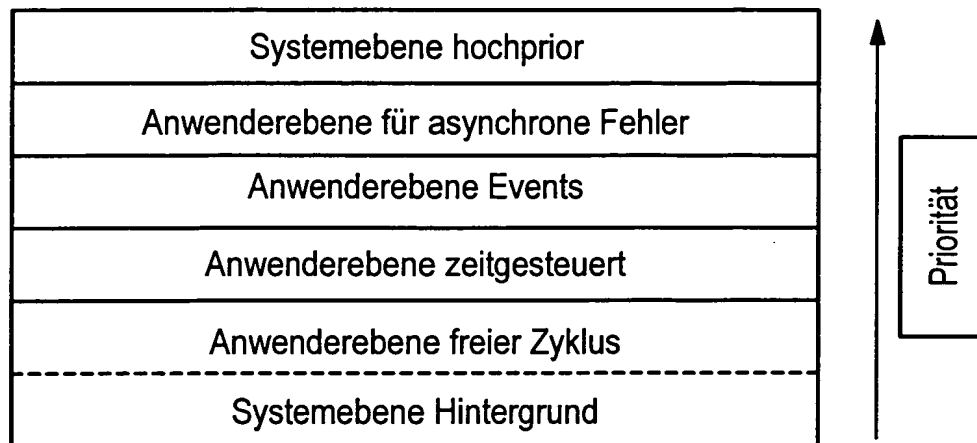 Systemebene hochprior
Anwenderebene für asynchrone Fehler
Anwenderebene Events
Anwenderebene zeitgesteuert
Anwenderebene freier Zyklus
Systemebene Hintergrund
Priorität